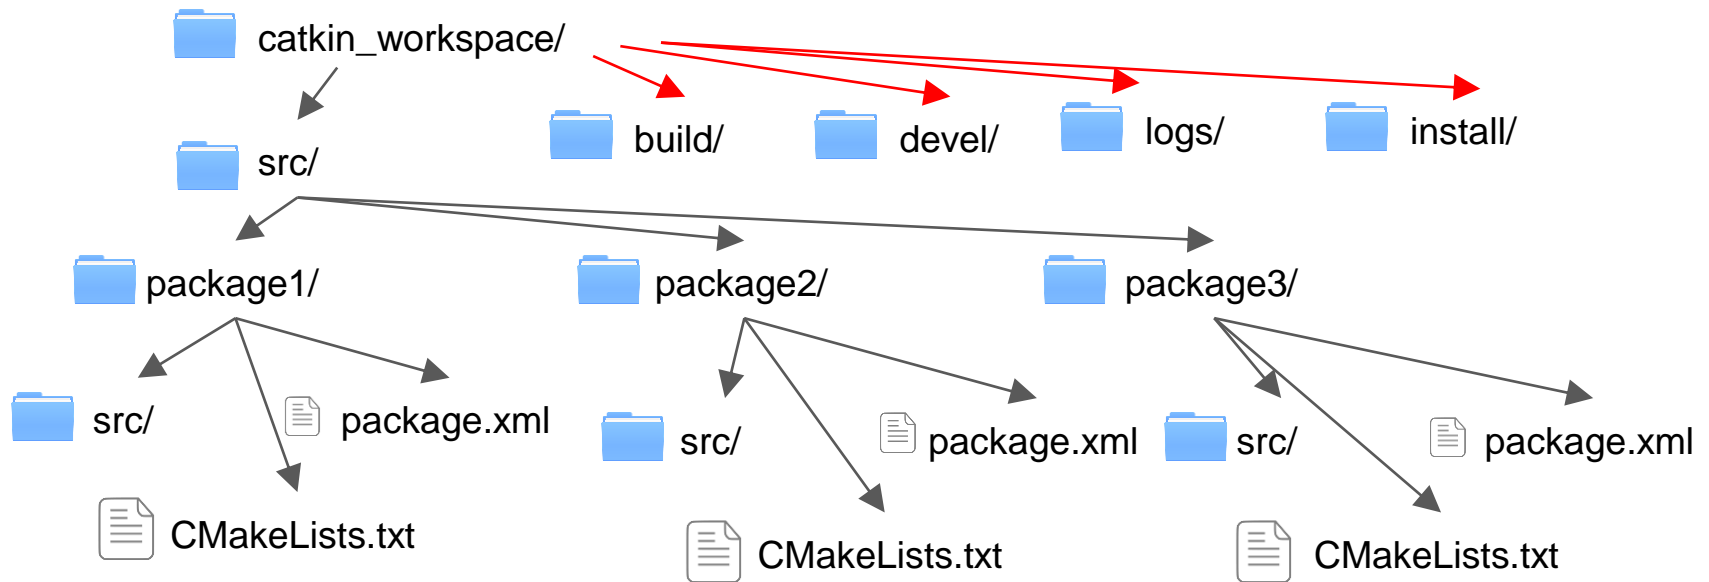 catkin_workspace/
build/
devel/
logs/
install/
src/
package1/
package2/
package3/
src/
package.xml
src/
package.xml
src/
package.xml
CMakeLists.txt
CMakeLists.txt
CMakeLists.txt